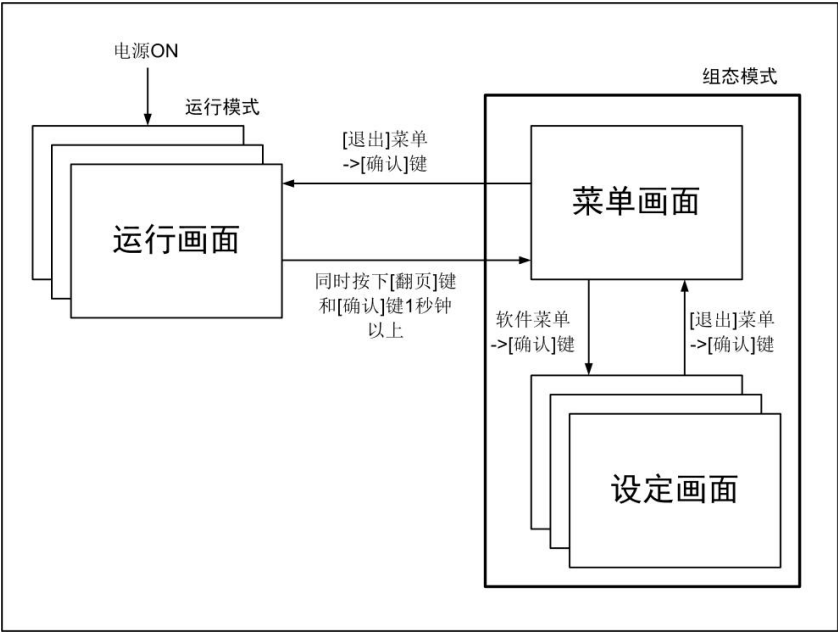 电源ON
运行模式
运行画面
[退出]菜单
->[确认]键
同时按下[翻页]键
和[确认]键1秒钟
以上
组态模式
菜单画面
软件菜单
->[确认]键
[退出]菜单
->[确认]键
设定画面